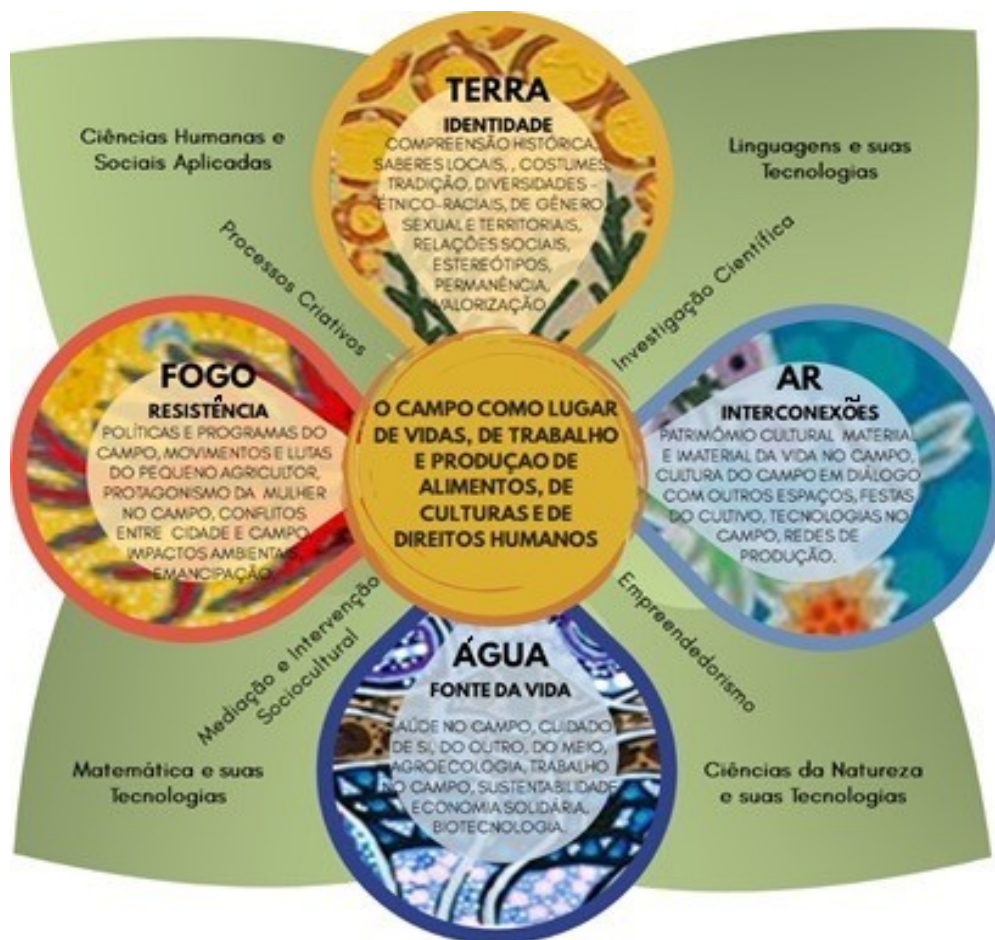 TERRA
IDENTIDADE
COMPREENSÃO HISTÓRICA,
SABERES LOCAIS, , COSTUMES,
TRADIÇÃO, DIVERSIDADES -
ÉTNICO-RACIAIS, DE GÊNERO,
SEXUAL E TERRITORIAIS,
RELAÇÕES SOCIAIS,
ESTEREÓTIPOS,
PERMANÊNCIA,
VALORIZAÇÃO.
Ciências Humanas e
Sociais Aplicadas
Linguagens e suas
Tecnologias
Processos Criativos
Investigação Científica
FOGO
RESISTÊNCIA
POLÍTICAS E PROGRAMAS DO
CAMPO, MOVIMENTOS E LUTAS
DO PEQUENO AGRICULTOR,
PROTAGONISMO DA MULHER
NO CAMPO, CONFLITOS
ENTRE CIDADE E CAMPO,
IMPACTOS AMBIENTAIS,
EMANCIPAÇÃO.
O CAMPO COMO LUGAR
DE VIDAS, DE TRABALHO
E PRODUÇAO DE
ALIMENTOS, DE
CULTURAS E DE
DIREITOS HUMANOS
AR
INTERCONEXÕES
PATRIMÔMIO CULTURAL MATERIIAL
E IMATERIAL DA VIDA NO CAMPO,
CULTURA DO CAMPO EM DIÁLOGO
COM OUTROS ESPAÇOS, FESTAS
DO CULTIVO, TECNOLOGIAS NO
CAMPO, REDES DE
PRODUÇÃO.
Mediação e Intervenção
Sociocultural
Empreendedorismo
ÁGUA
FONTE DA VIDA
SAÚDE NO CAMPO, CUIDADO
DE SI, DO OUTRO, DO MEIO,
AGROECOLOGIA, TRABALHO
NO CAMPO, SUSTENTABILIDADE
, ECONOMIA SOLIDÁRIA,
BIOTECNOLOGIA.
Matemática e suas
Tecnologias
Ciências da Natureza
e suas Tecnologias